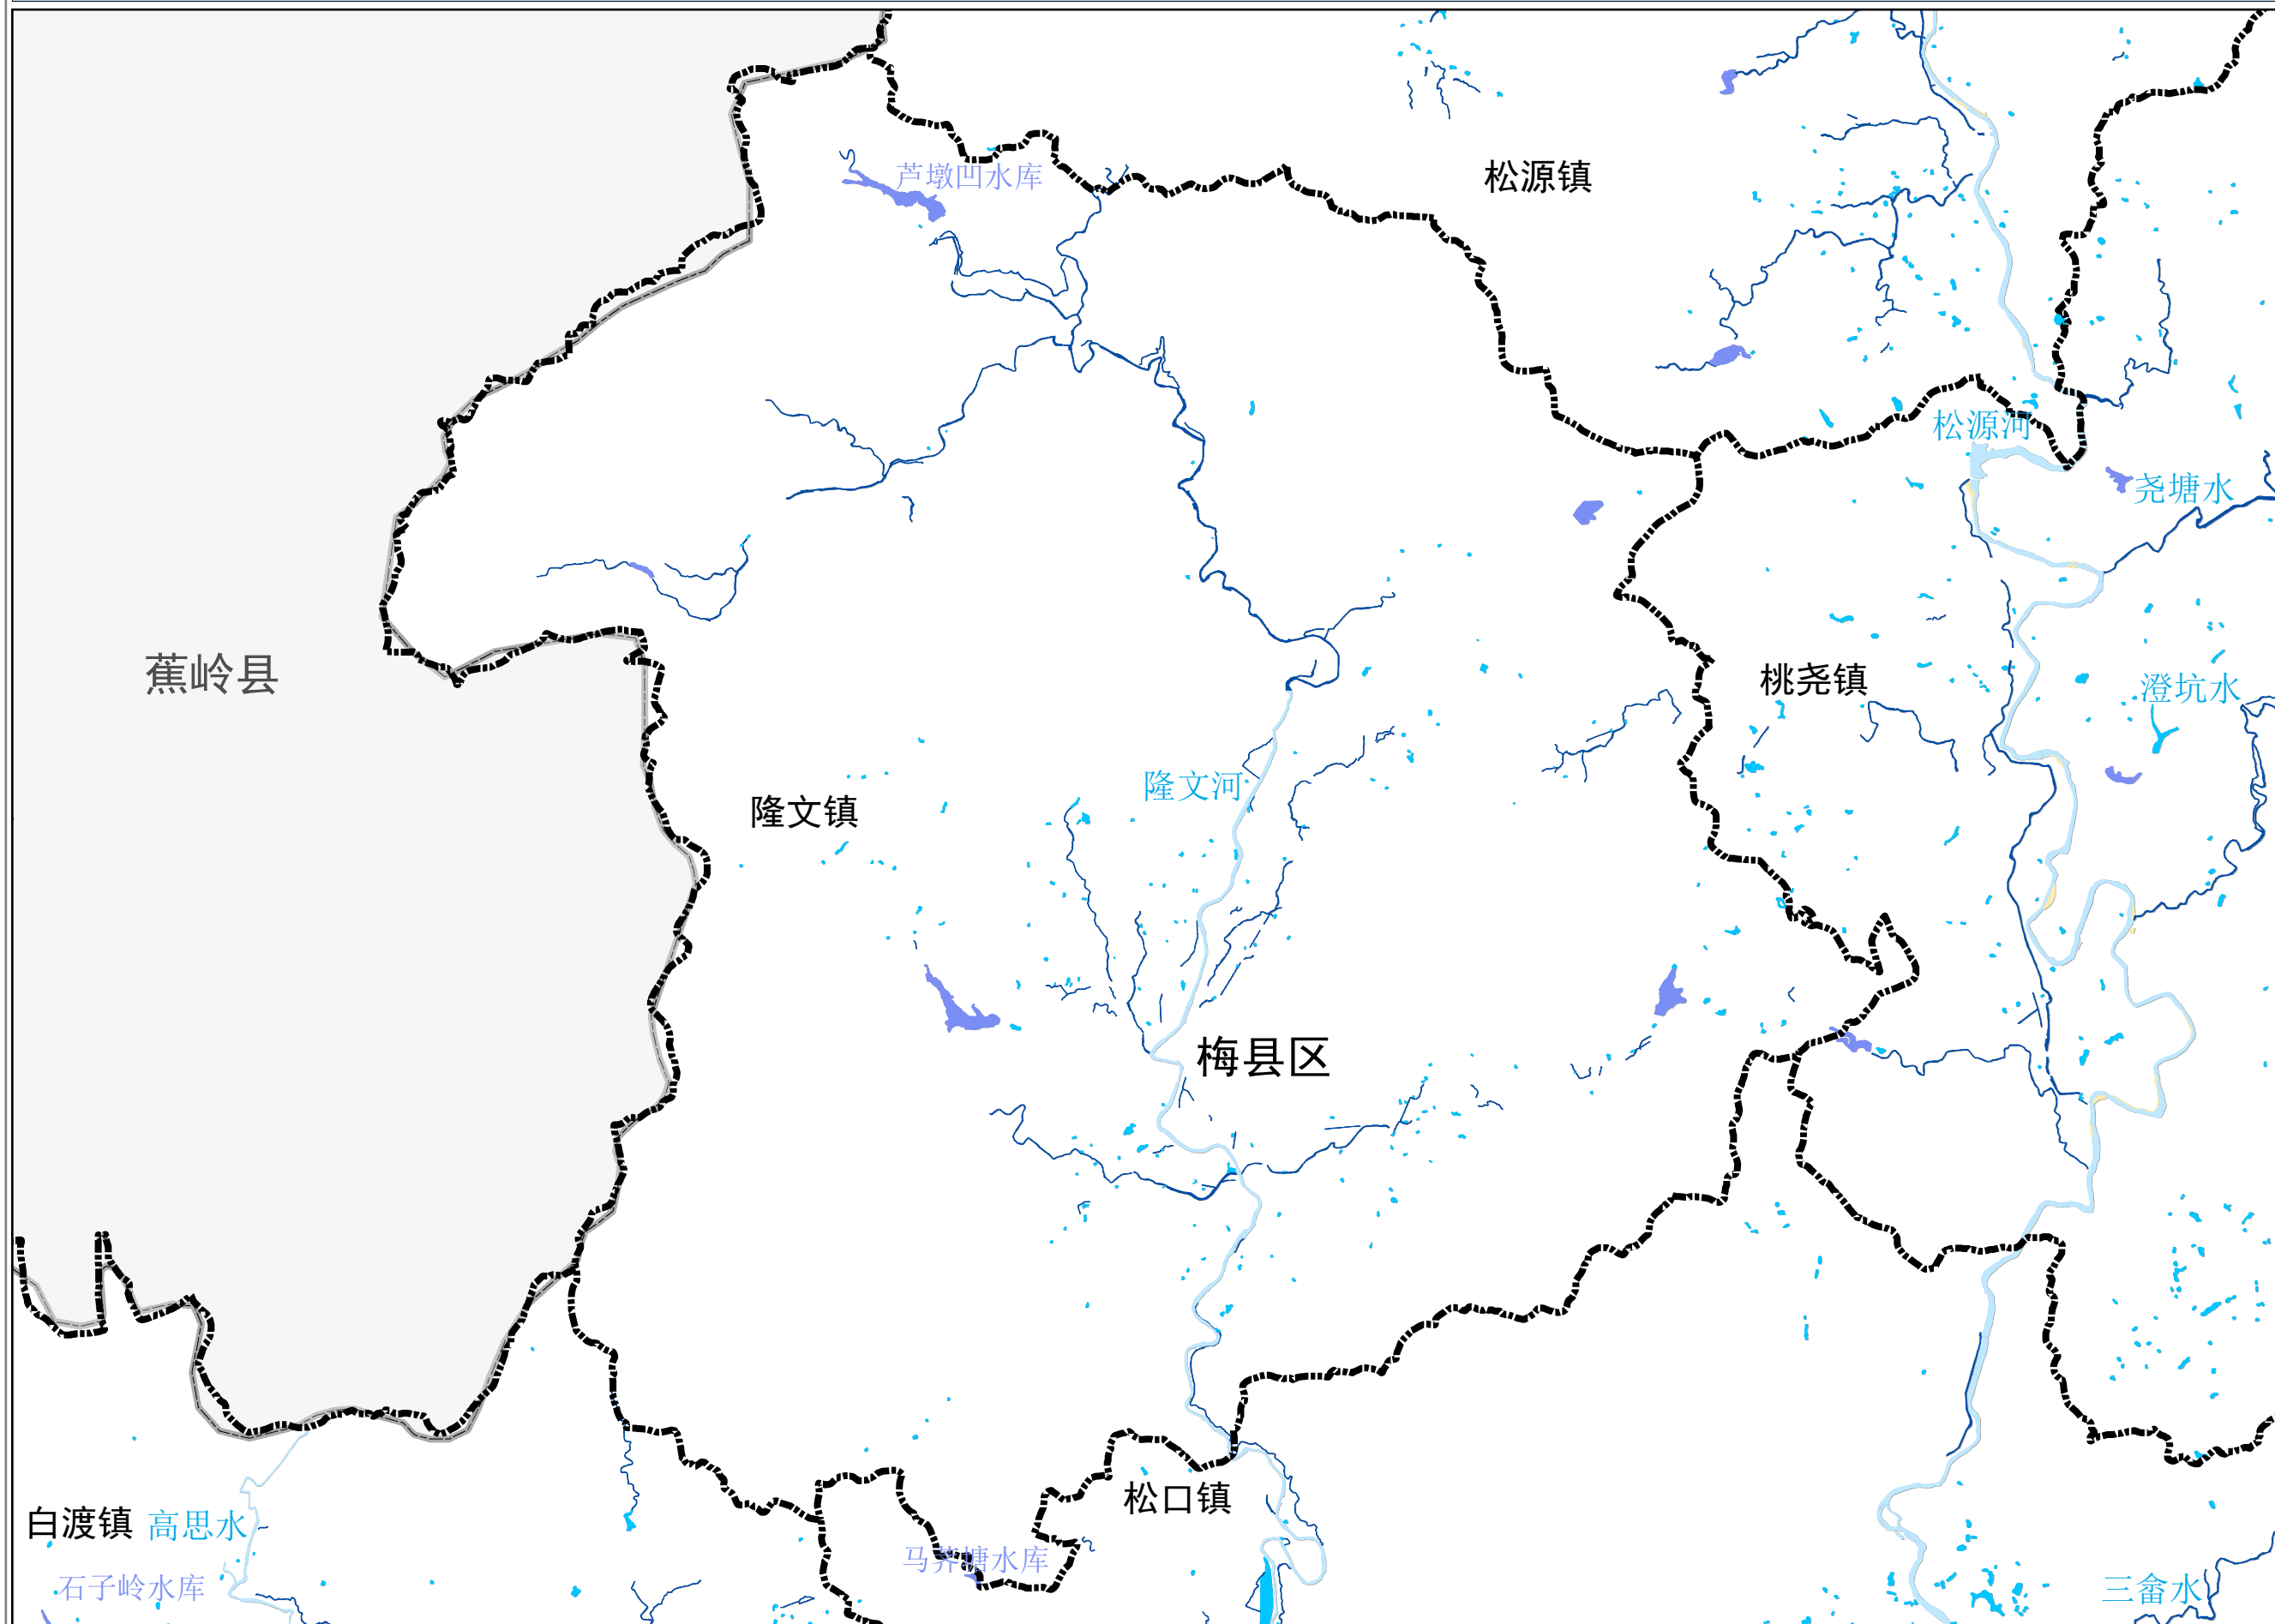 松源镇
芦墩凹水库
松源河
尧塘水
蕉岭县
桃尧镇
澄坑水
隆文河
隆文镇
梅县区
松口镇
白渡镇
高思水
马荠塘水库
石子岭水库
三畲水